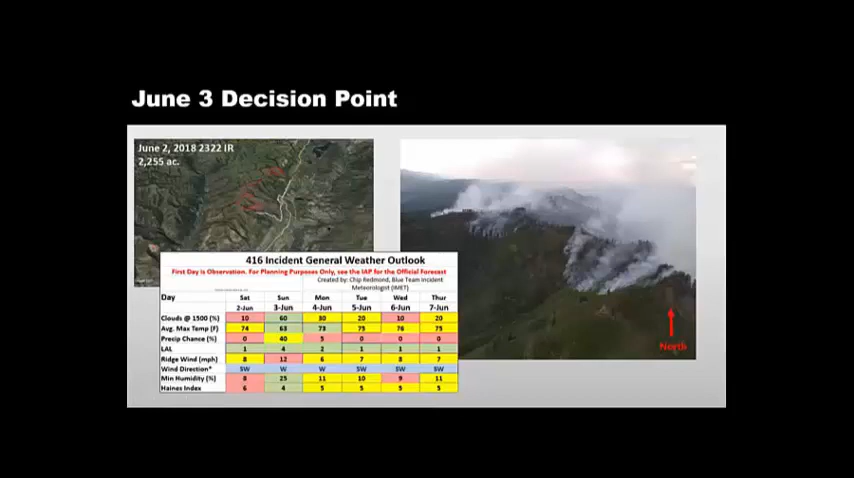 June 3 Decision Point
June 2, 2018 2322 IR
2,255 ac.
416 Incident General Weather Outlook
First Day is Observation. For Planning Purposes Only, see the IAP for the Official Forecast
Created by: Chip Redmond, Blue Team Incident
Meteorologist (IMET)
Day Sat Sun Mon Tue Wed Thur
2-Jun 3-Jun 4-Jun 5-Jun 6-Jun 7-Jun
Clouds @ 1500 (%) 10 60 30 20 10 20
Avg. Max Temp (F) 74 63 73 75 76 75
Precip Chance (%) 0 40 5 0 0 0
LAL 1 4 2 1 1 1
Ridge Wind (mph) 8 12 6 7 8 7
Wind Direction* SW W W SW SW SW
Min Humidity (%) 8 25 11 10 9 11
Haines Index 6 4 5 5 5 5
North